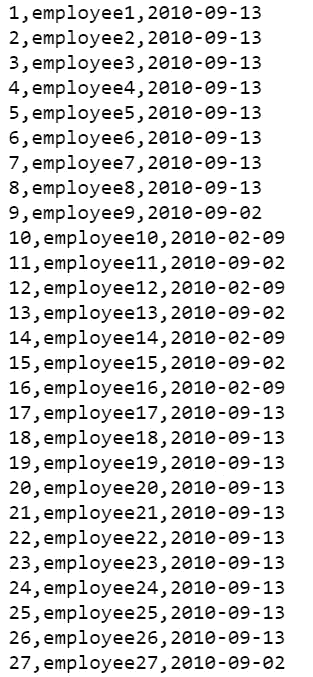 1,employee1,2010-09-13
2,employee2,2010-09-13
3,employee3,2010-09-13
4,employee4,2010-09-13
5,employee5,2010-09-13
6,employee6,2010-09-13
7,employee7,2010-09-13
8,employee8,2010-09-13
9,employee9,2010-09-02
10,employee10,2010-02-09
11,employee11,2010-09-02
12,employee12,2010-02-09
13,employee13,2010-09-02
14,employee14,2010-02-09
15,employee15,2010-09-02
16,employee16,2010-02-09
17,employee17,2010-09-13
18,employee18,2010-09-13
19,employee19,2010-09-13
20,employee20,2010-09-13
21,employee21,2010-09-13
22,employee22,2010-09-13
23,employee23,2010-09-13
24,employee24,2010-09-13
25,employee25,2010-09-13
26,employee26,2010-09-13
27,employee27,2010-09-02